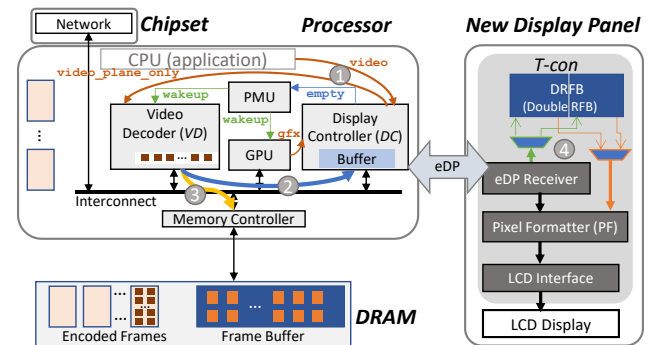 Network
Chipset
Processor
New Display Panel
CPU (application)
video_plane_only
video
1
T-con
DRFB
(Double RFB)
wakeup
PMU
empty
Video
Decoder (VD)
wakeup
gfx
Display
Controller (DC)
GPU
Buffer
4
eDP
eDP Receiver
3
2
Interconnect
Memory Controller
Pixel Formatter (PF)
LCD Interface
...
...
...
...
Encoded Frames
Frame Buffer
DRAM
LCD Display